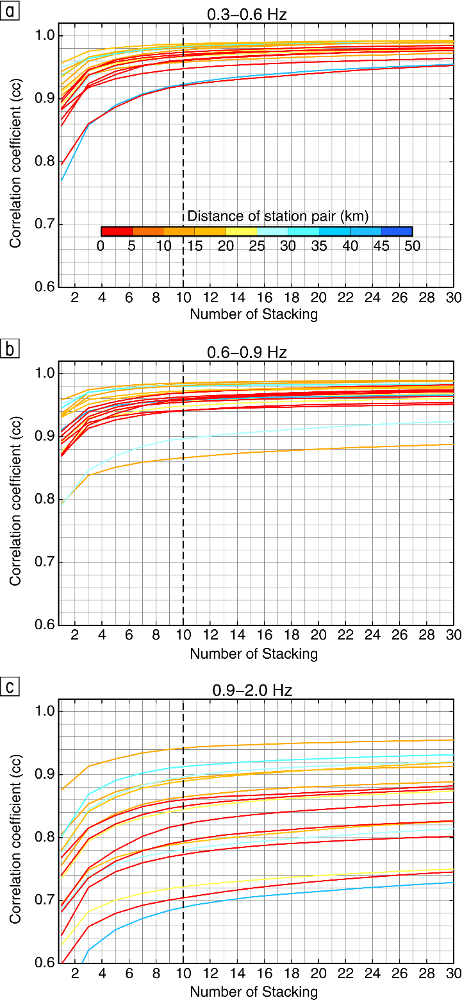 a
0.3–0.6 Hz
1.0
0.9
0.8
0.7
0.6
Correlation coefficient (cc)
Distance of station pair (km)
0 5 10 15 20 25 30 35 40 45 50
2 4 6 8 10 12 14 16 18 20 22 24 26 28 30
Number of Stacking
b
0.6–0.9 Hz
1.0
0.9
0.8
0.7
0.6
Correlation coefficient (cc)
2 4 6 8 10 12 14 16 18 20 22 24 26 28 30
Number of Stacking
c
0.9–2.0 Hz
1.0
0.9
0.8
0.7
0.6
Correlation coefficient (cc)
2 4 6 8 10 12 14 16 18 20 22 24 26 28 30
Number of Stacking